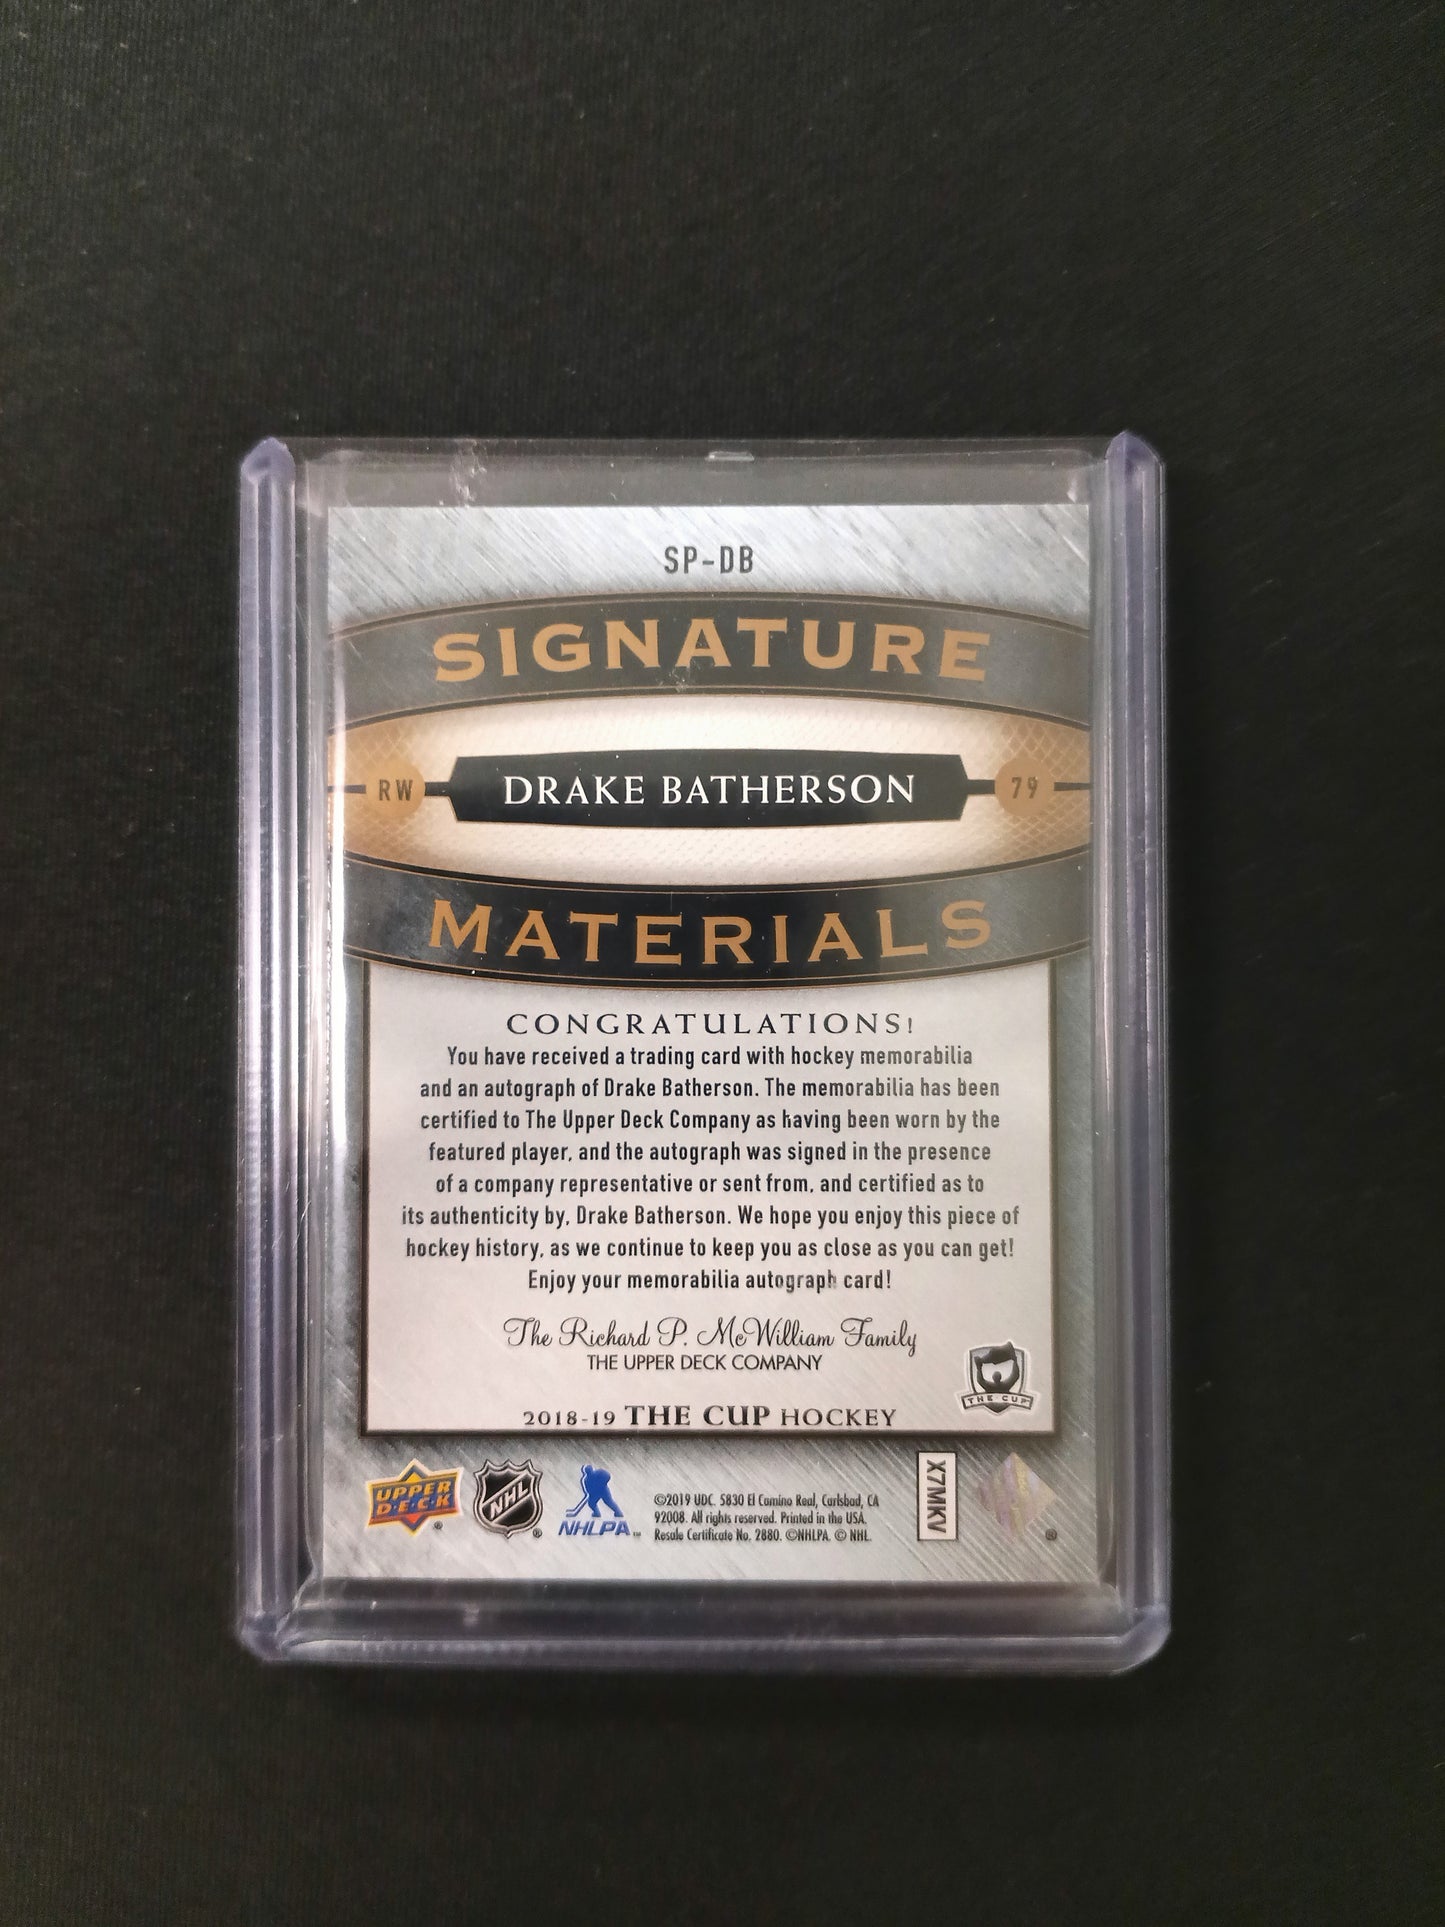 SP-DB
SIGNATURE
RW DRAKE BATHERSON 79
MATERIALS
CONGRATULATIONS!
You have received a trading card with hockey memorabilia
and an autograph of Drake Batherson. The memorabilia has been
certified to The Upper Deck Company as having been worn by the
featured player, and the autograph was signed in the presence
of a company representative or sent from, and certified as to
its authenticity by, Drake Batherson. We hope you enjoy this piece of
hockey history, as we continue to keep you as close as you can get!
Enjoy your memorabilia autograph card!
The Richard P. McWilliam Family
THE UPPER DECK COMPANY
THE CUP
2018-19 THE CUP HOCKEY
UPPER
DECK
®
NHL
®
NHLPA™
©2019 UDC. 5830 El Camino Real, Carlsbad, CA
92008. All rights reserved. Printed in the USA.
Resale Certificate No. 2880. ©NHLPA. © NHL.
X7MKV
®